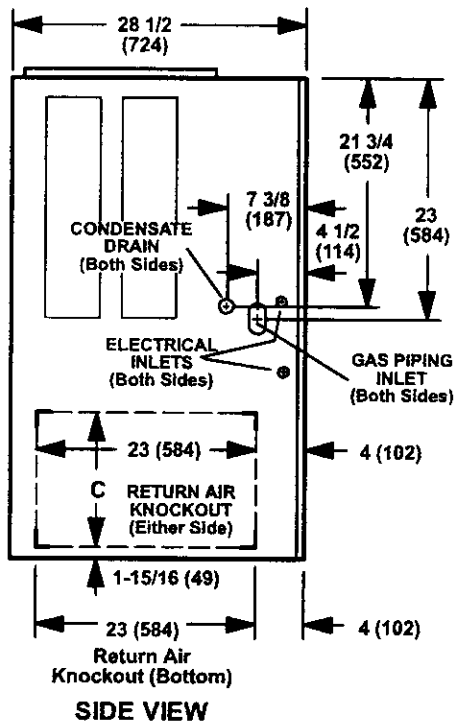 28 1/2
(724)
21 3/4
(552)
7 3/8
(187)
23
(584)
4 1/2
(114)
CONDENSATE
DRAIN
(Both Sides)
ELECTRICAL
INLETS
(Both Sides)
GAS PIPING
INLET
(Both Sides)
23 (584)
4 (102)
C
RETURN AIR
KNOCKOUT
(Either Side)
1-15/16 (49)
23 (584)
4 (102)
Return Air
Knockout (Bottom)
SIDE VIEW